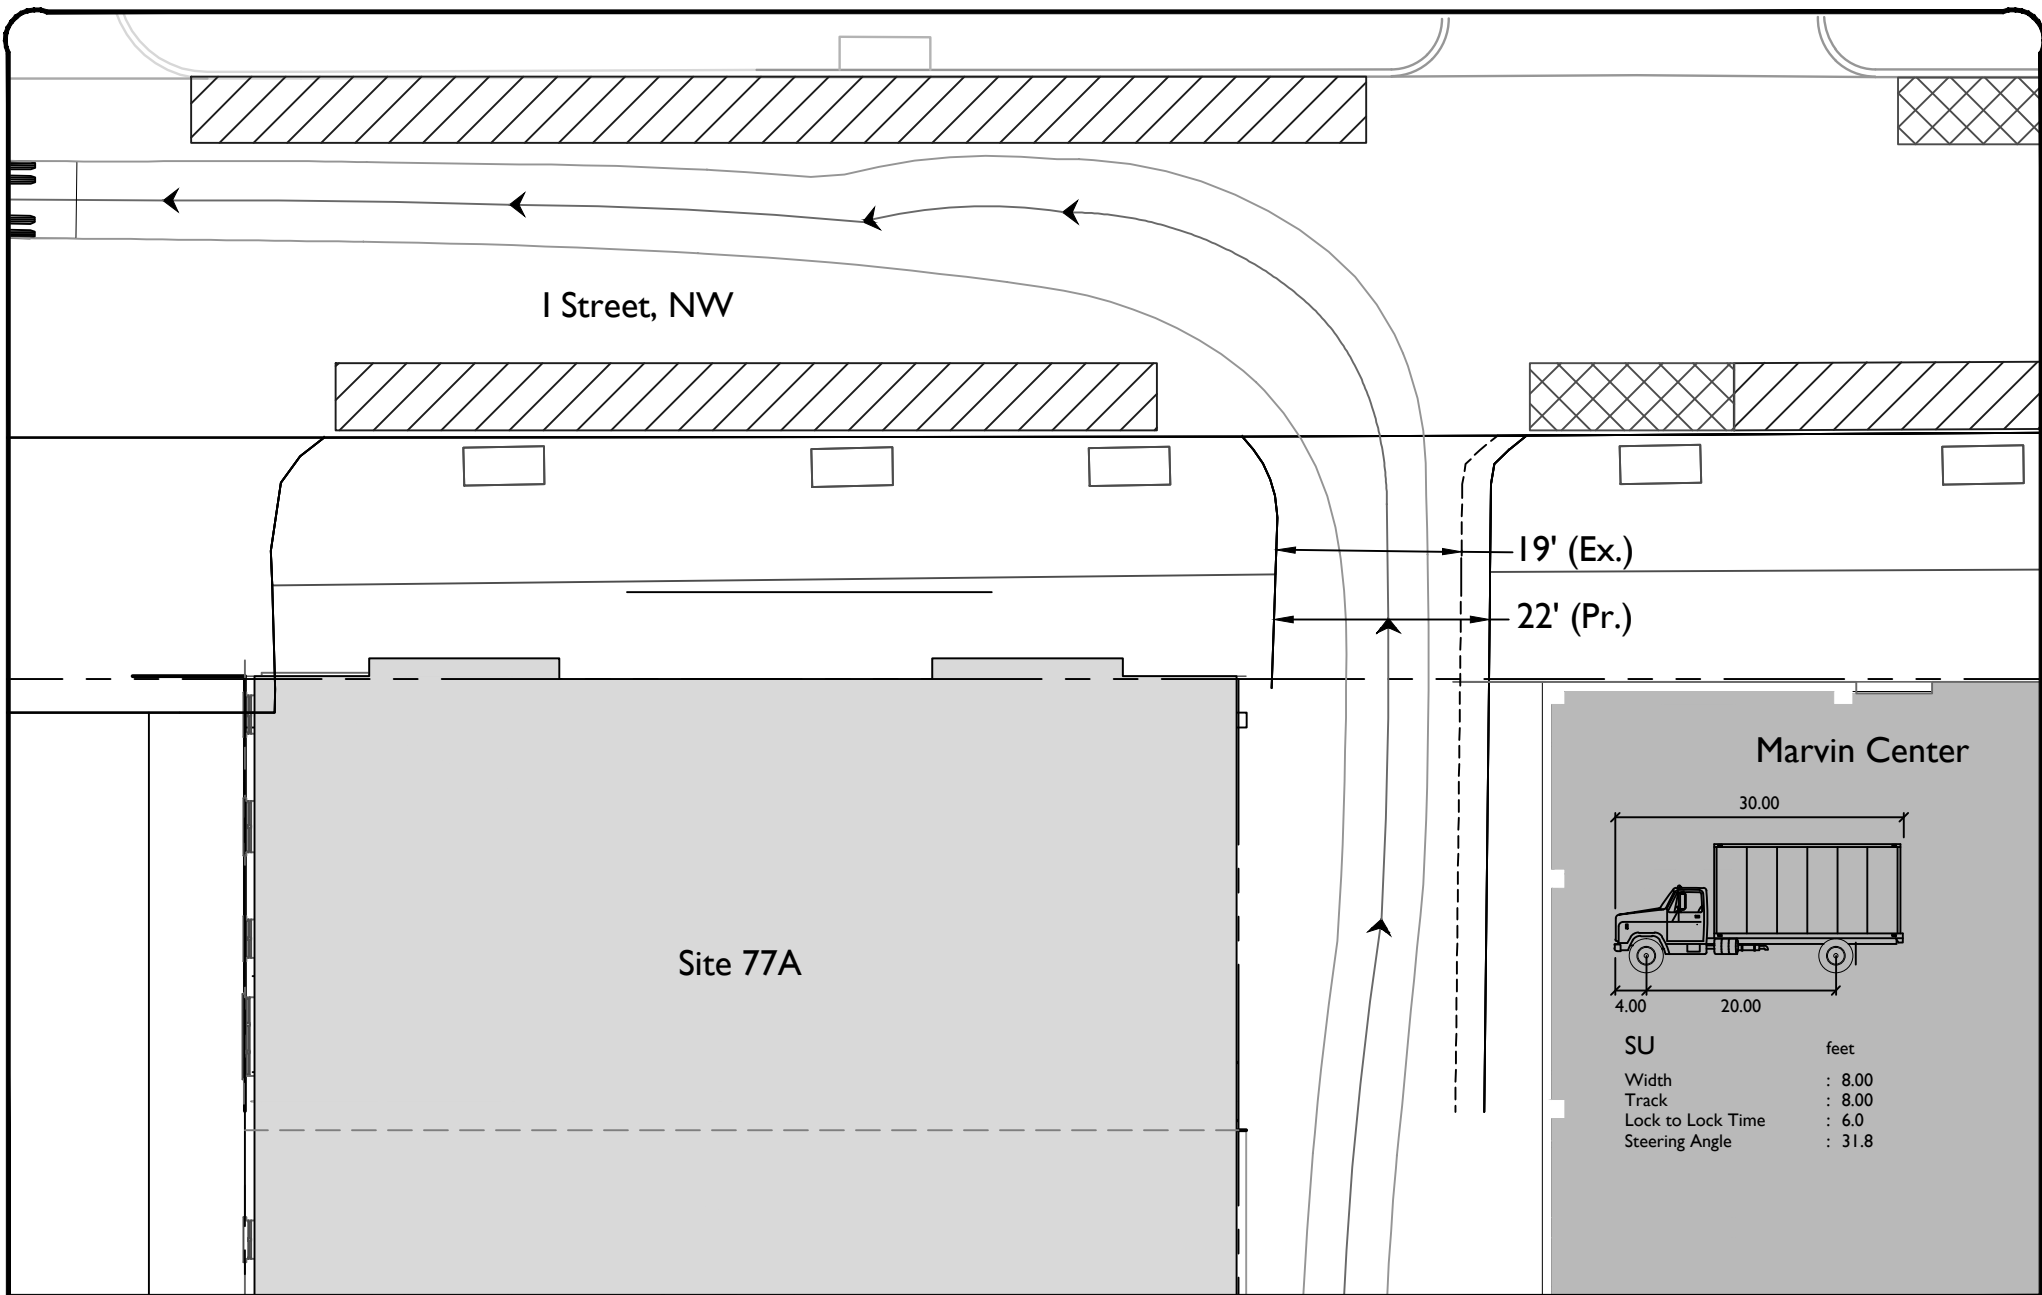 I Street, NW
19' (Ex.)
22' (Pr.)
Marvin Center
30.00
Site 77A
4.00 20.00
SU feet
Width : 8.00
Track : 8.00
Lock to Lock Time : 6.0
Steering Angle : 31.8